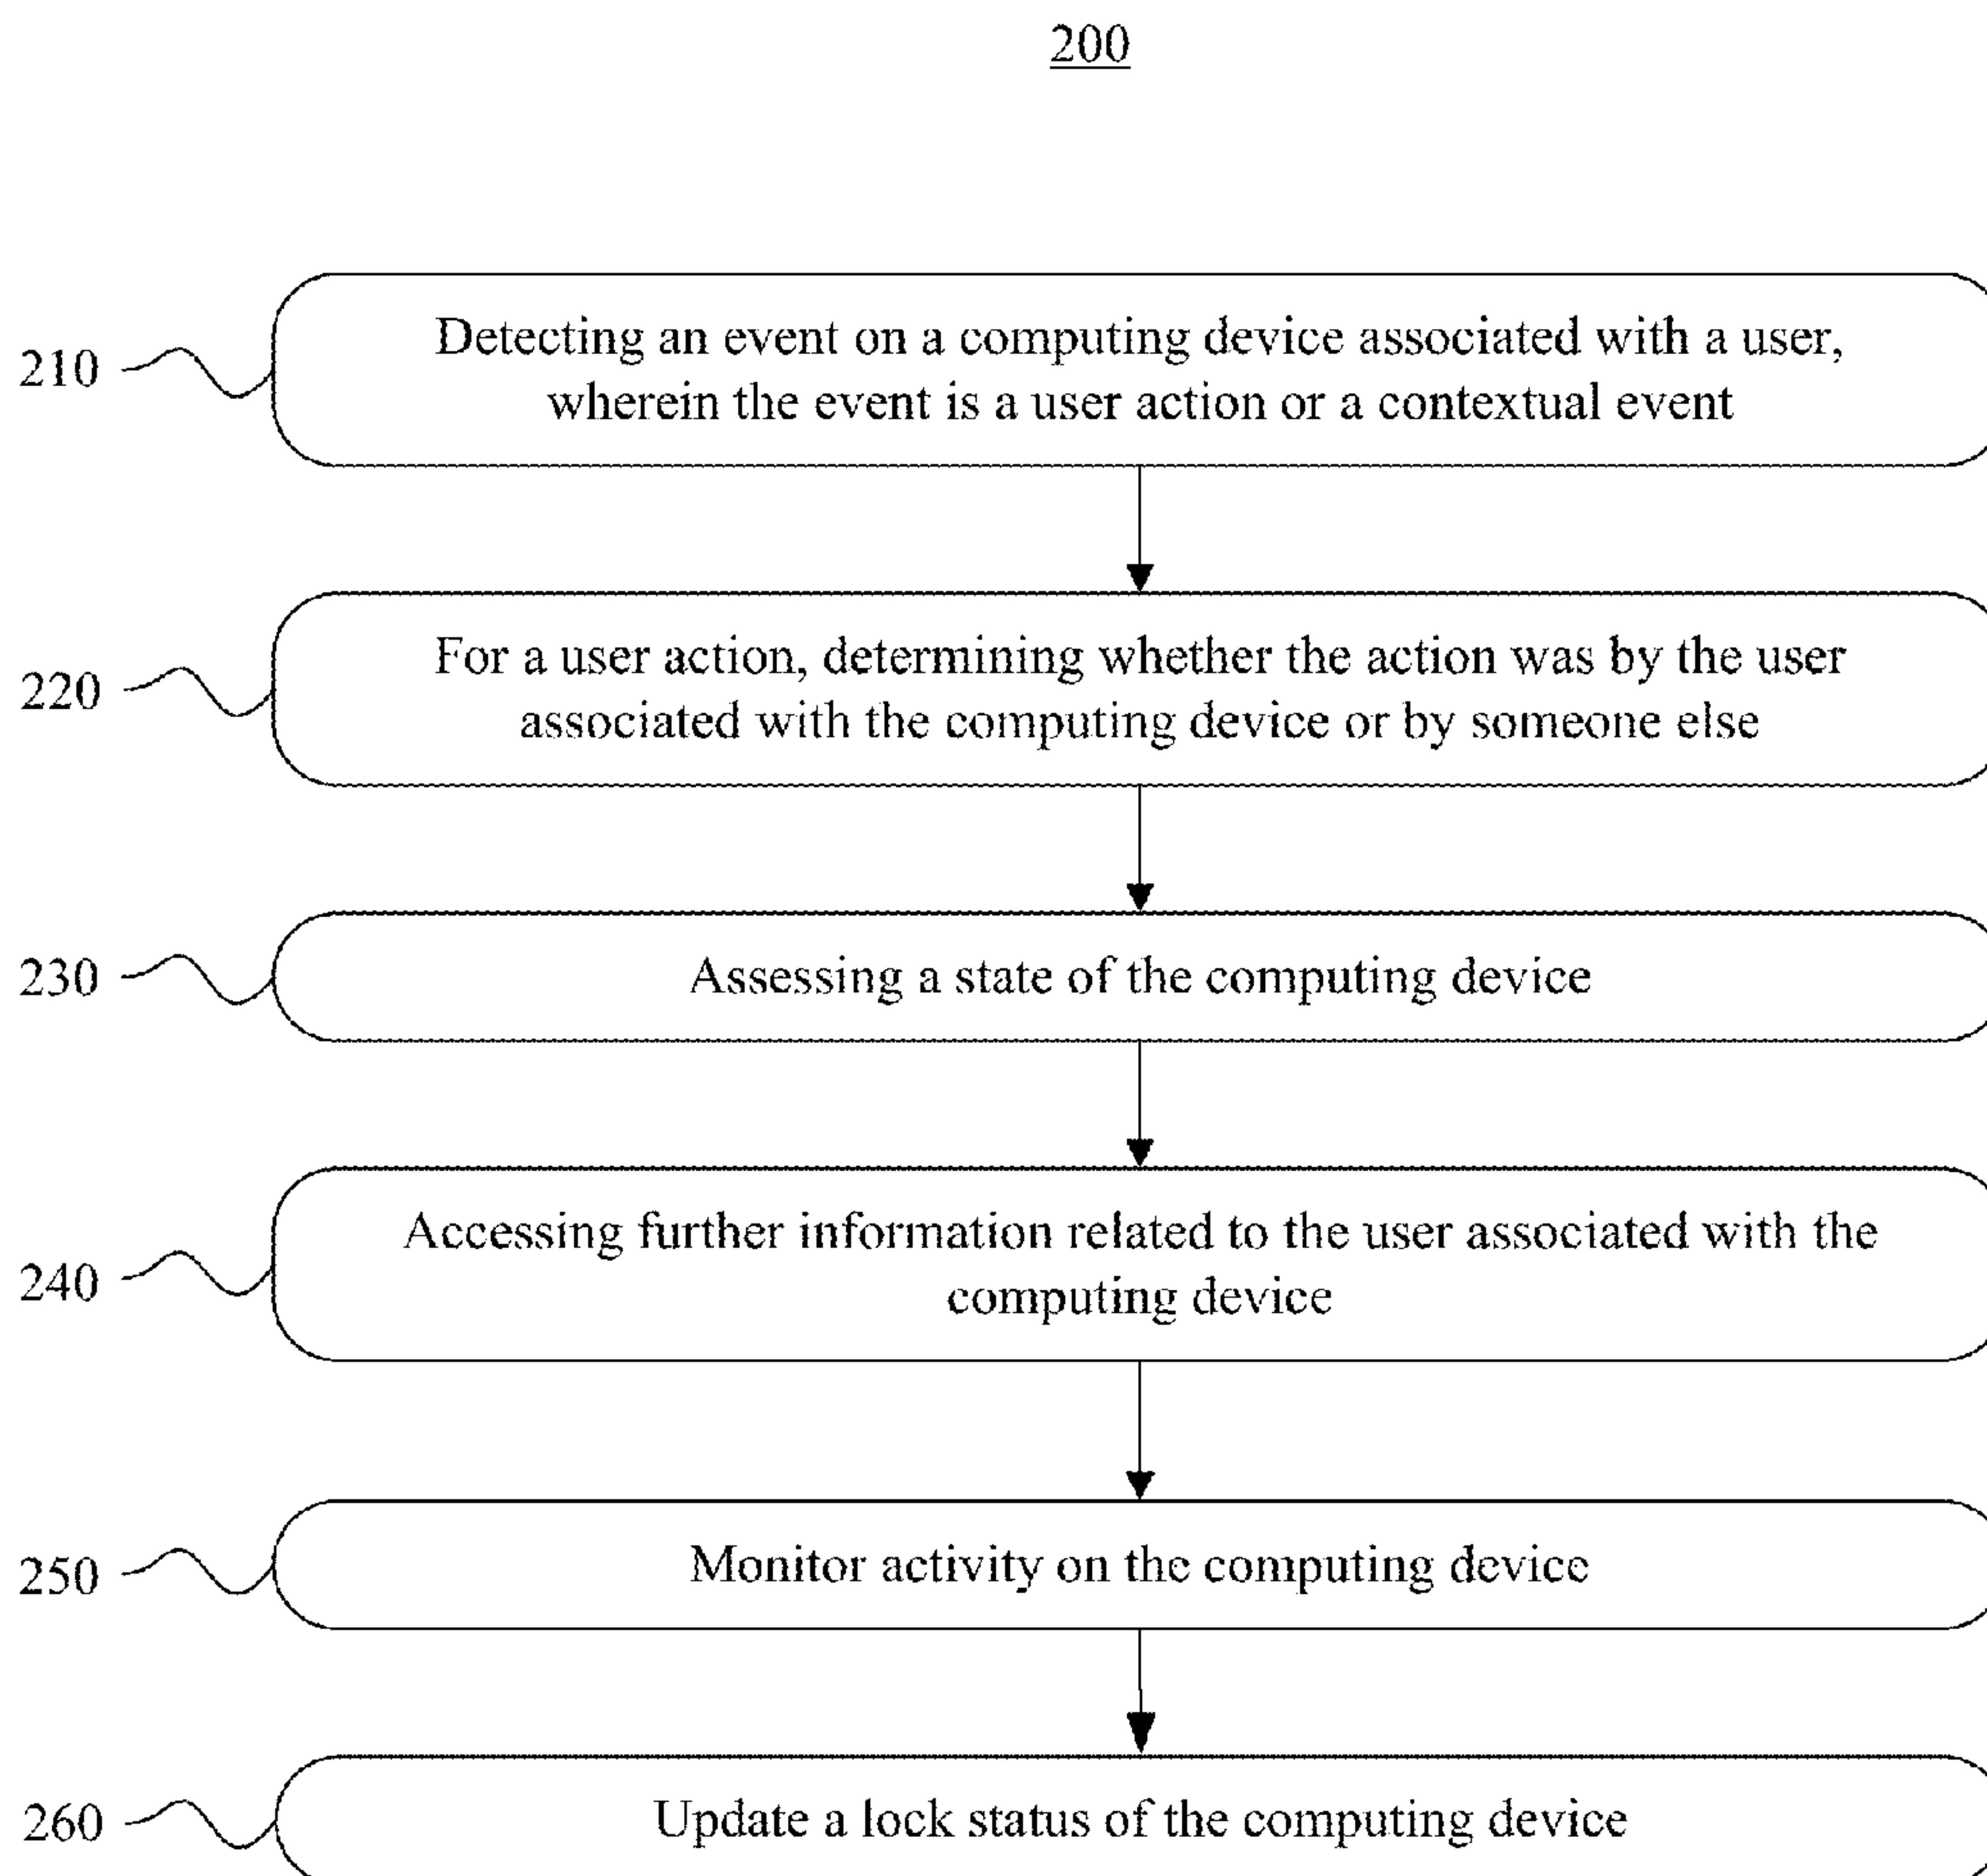 200
210
Detecting an event on a computing device associated with a user,
wherein the event is a user action or a contextual event
220
For a user action, determining whether the action was by the user
associated with the computing device or by someone else
230
Assessing a state of the computing device
240
Accessing further information related to the user associated with the
computing device
250
Monitor activity on the computing device
260
Update a lock status of the computing device